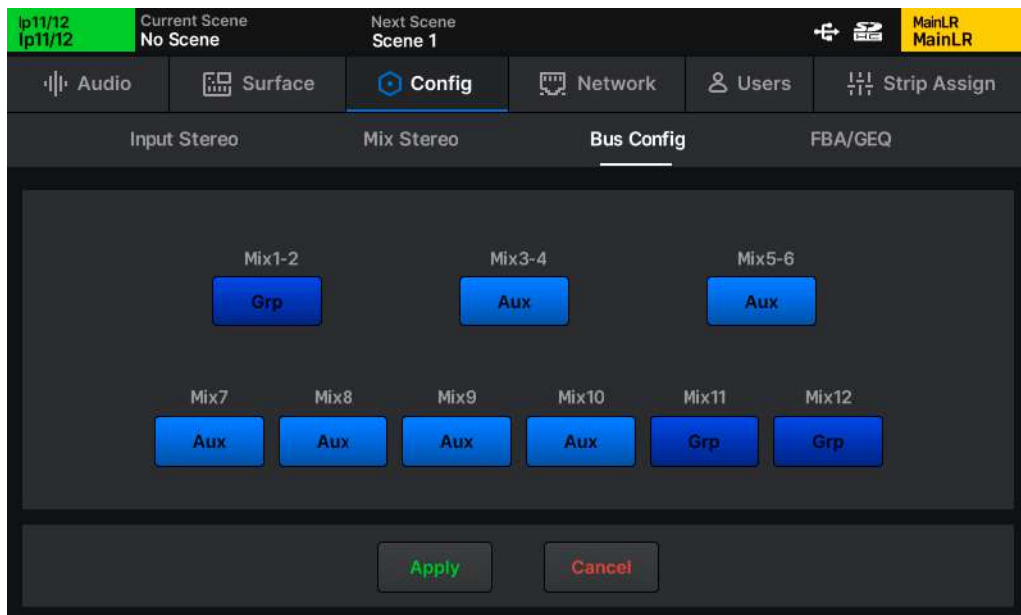 Ip11/12
Ip11/12
Current Scene
No Scene
Next Scene
Scene 1
MainLR
MainLR
Audio
Surface
Config
Network
Users
Strip Assign
Input Stereo
Mix Stereo
Bus Config
FBA/GEQ
Mix1-2
Mix3-4
Mix5-6
Grp
Aux
Aux
Mix7
Mix8
Mix9
Mix10
Mix11
Mix12
Aux
Aux
Aux
Aux
Grp
Grp
Apply
Cancel